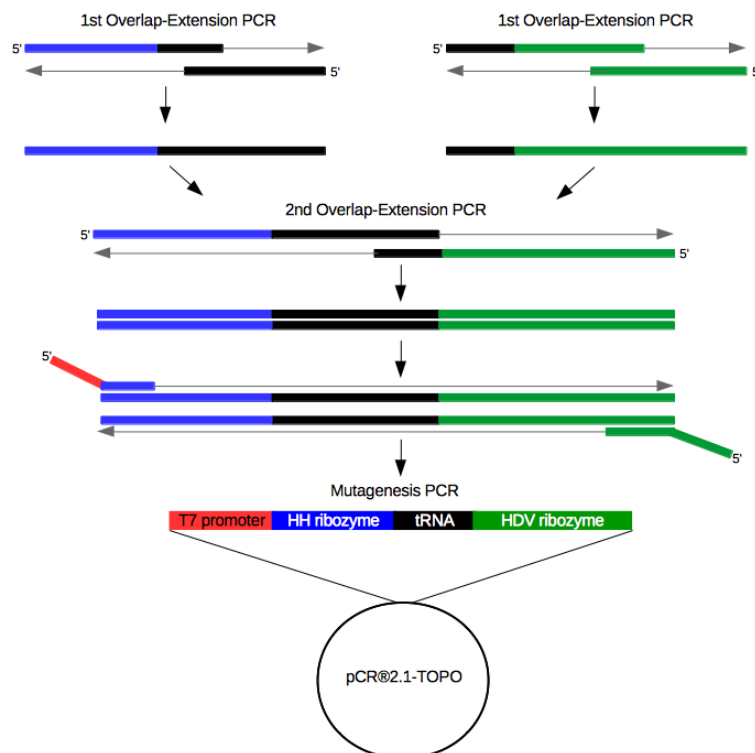 1st Overlap-Extension PCR
1st Overlap-Extension PCR
5'
5'
5'
5'
2nd Overlap-Extension PCR
5'
5'
5'
5'
Mutagenesis PCR
T7 promoter HH ribozyme tRNA HDV ribozyme
pCR®2.1-TOPO